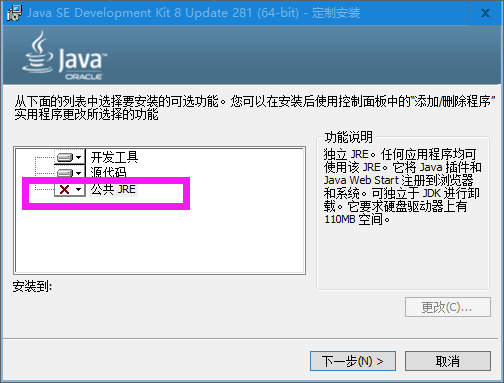 Java SE Development Kit 8 Update 281 (64-bit) - 定制安装
Java
ORACLE
从下面的列表中选择要安装的可选功能。您可以在安装后使用控制面板中的“添加/删除程序”
实用程序更改所选择的功能
开发工具
源代码
公共 JRE
功能说明
独立 JRE。任何应用程序均可
使用该 JRE。它将 Java 插件和
Java Web Start 注册到浏览器
和系统。可独立于 JDK 进行卸
载。它要求硬盘驱动器上有
110MB 空间。
安装到:
更改(C)...
下一步(N) >
取消